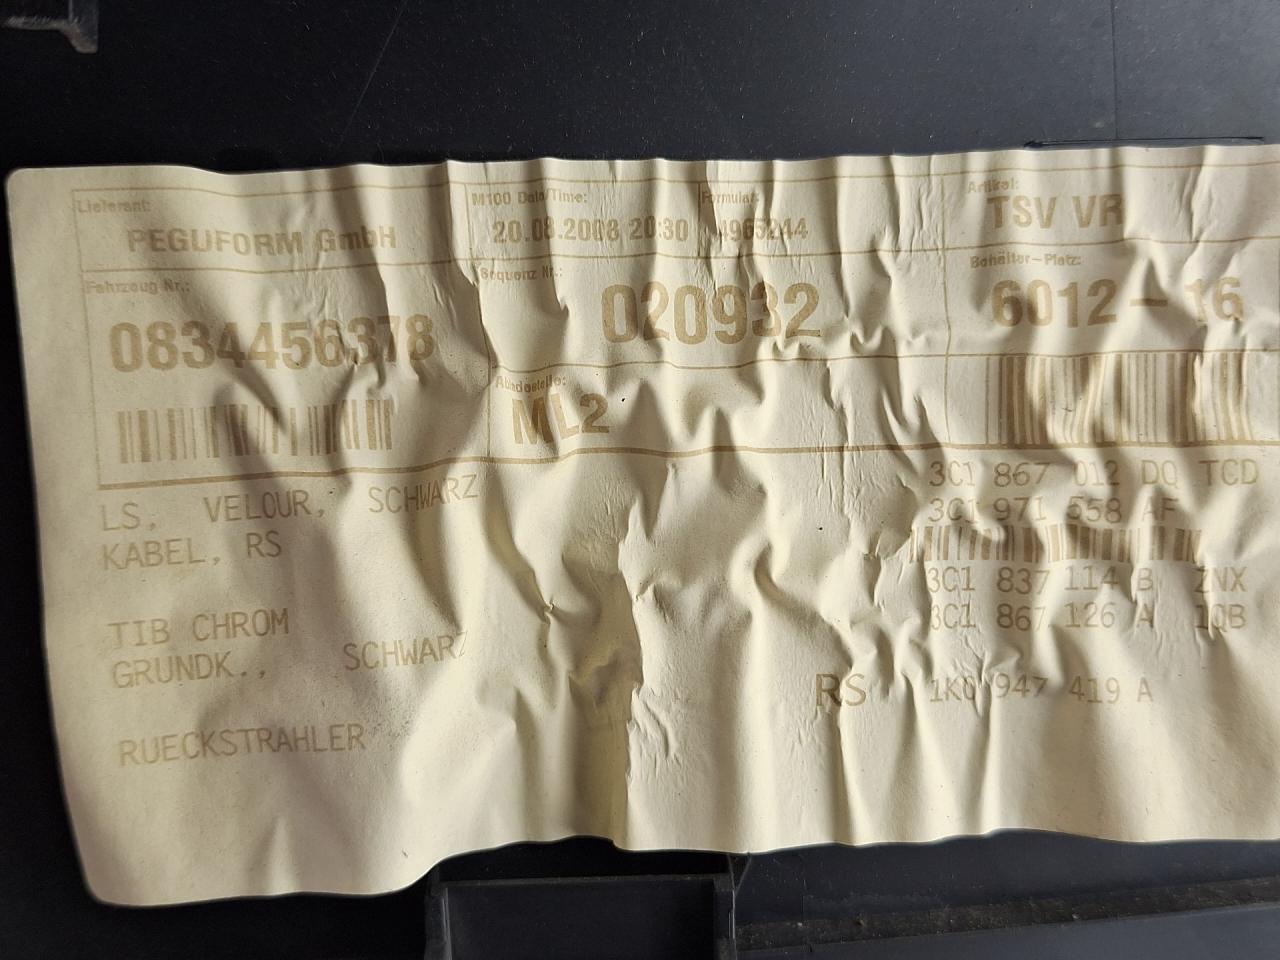 Lieferant:
PEGUFORM GmbH
M100 Date/Time:
20.08.2008 20:30
Formular:
4965244
Artikel:
TSV VR
Fahrzeug Nr.:
0834456378
Sequenz Nr.:
020932
Behälter-Platz:
6012-16
ML2
LS, VELOUR, SCHWARZ
KABEL, RS
TIB CHROM
GRUNDK., SCHWARZ
RUECKSTRAHLER
3C1 867 012 DQ TCD
3C1 971 558 AF
3C1 837 114 B ZNX
3C1 867 126 A 1QB
RS 1K0 947 419 A